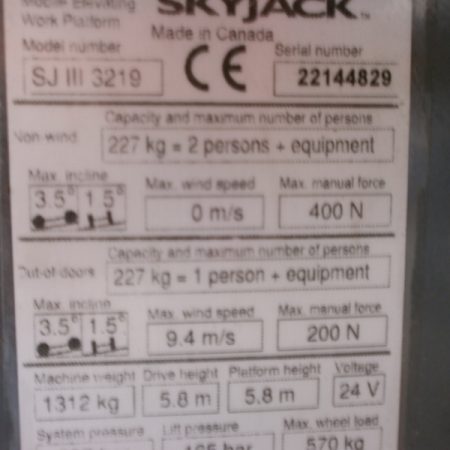 Mobile Elevating
Work Platform
SKYJACK™
Made in Canada
Model number
SJ III 3219
CE
Serial number
22144829
Capacity and maximum number of persons
Non-wind
227 kg = 2 persons + equipment
Max. incline
3.5° 1.5°
Max. wind speed
0 m/s
Max. manual force
400 N
Capacity and maximum number of persons
Out-of-doors
227 kg = 1 person + equipment
Max. incline
3.5° 1.5°
Max. wind speed
9.4 m/s
Max. manual force
200 N
Machine weight
1312 kg
Drive height
5.8 m
Platform height
5.8 m
Voltage
24 V
System pressure
Lift pressure
bar
Max. wheel load
570 kg